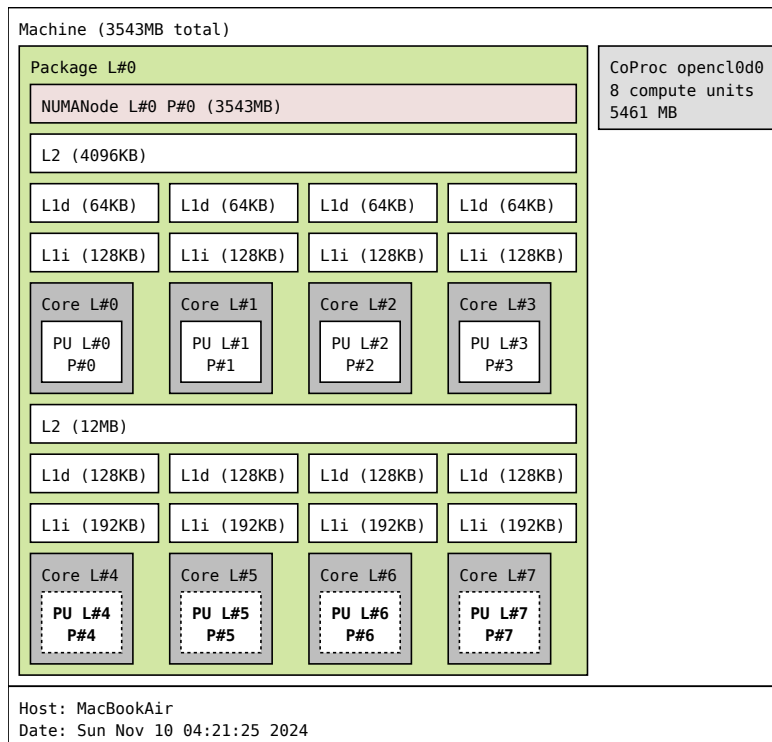 Machine (3543MB total)
Package L#0
NUMANode L#0 P#0 (3543MB)
L2 (4096KB)
L1d (64KB) L1d (64KB) L1d (64KB) L1d (64KB)
L1i (128KB) L1i (128KB) L1i (128KB) L1i (128KB)
Core L#0 Core L#1 Core L#2 Core L#3
PU L#0 PU L#1 PU L#2 PU L#3
P#0 P#1 P#2 P#3
L2 (12MB)
L1d (128KB) L1d (128KB) L1d (128KB) L1d (128KB)
L1i (192KB) L1i (192KB) L1i (192KB) L1i (192KB)
Core L#4 Core L#5 Core L#6 Core L#7
PU L#4 PU L#5 PU L#6 PU L#7
P#4 P#5 P#6 P#7
CoProc opencl0d0
8 compute units
5461 MB
Host: MacBookAir
Date: Sun Nov 10 04:21:25 2024